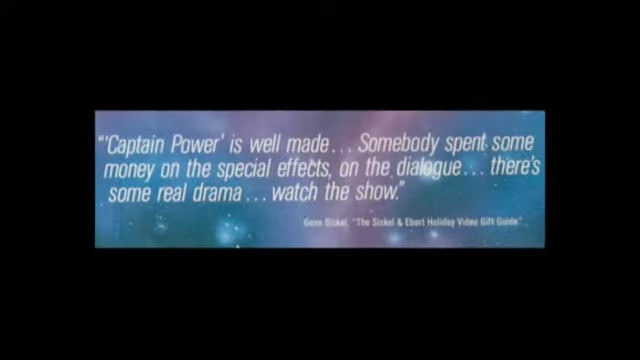 "'Captain Power' is well made... Somebody spent some
money on the special effects, on the dialogue... there's
some real drama... watch the show."
Gene Siskel, "The Siskel & Ebert Holiday Video Gift Guide."